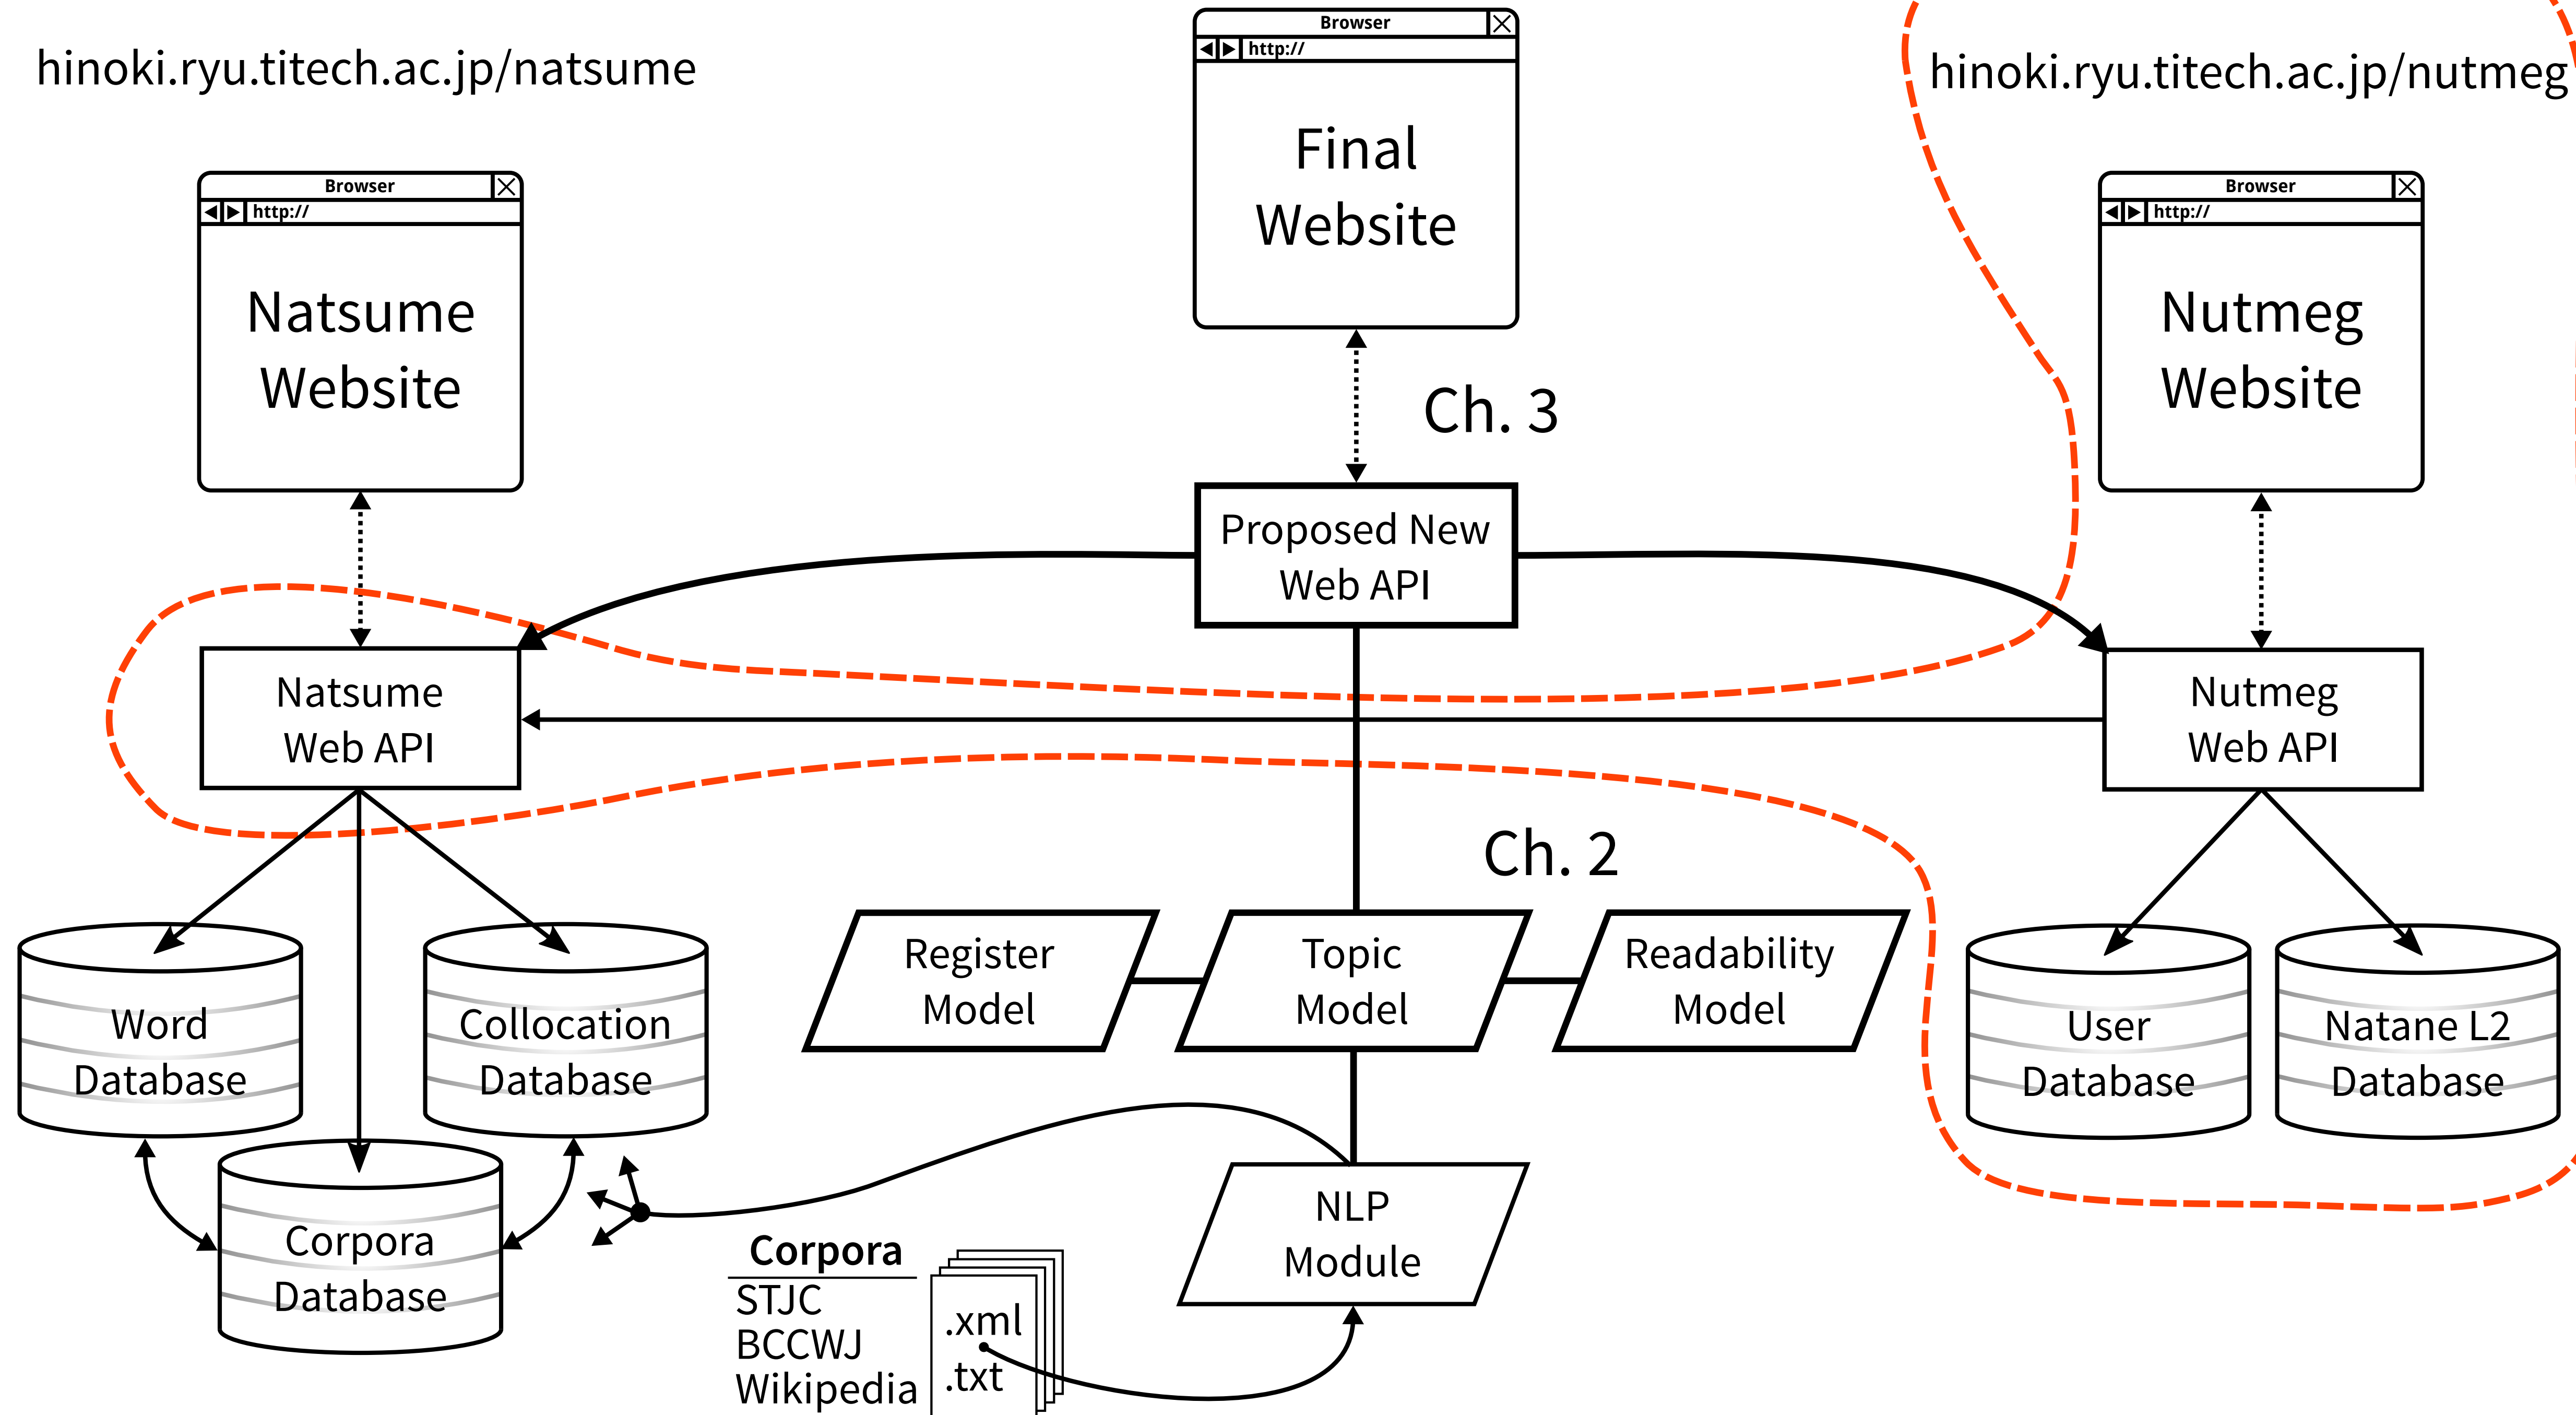 hinoki.ryu.titech.ac.jp/natsume
Browser
http://
Final
Website
hinoki.ryu.titech.ac.jp/nutmeg
Browser
http://
Natsume
Website
Browser
http://
Nutmeg
Website
Ch. 3
Proposed New
Web API
Natsume
Web API
Nutmeg
Web API
Ch. 2
Word
Database
Collocation
Database
Corpora
Database
Register
Model
Topic
Model
Readability
Model
User
Database
Natane L2
Database
NLP
Module
Corpora
STJC
BCCWJ
Wikipedia
.xml
.txt